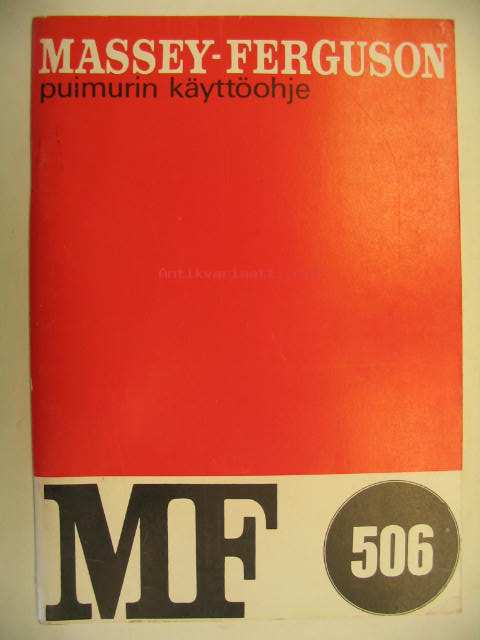 MASSEY-FERGUSON
puimurin käyttöohje
MF
506